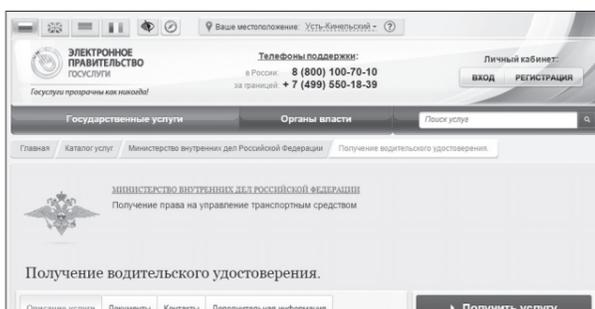 Ваше местоположение: Усть-Кинельский
ЭЛЕКТРОННОЕ
ПРАВИТЕЛЬСТВО
ГОСУСЛУГИ
Госуслуги прозрачны как никогда!
Телефоны поддержки:
в России: 8 (800) 100-70-10
за границей: + 7 (499) 550-18-39
Личный кабинет:
ВХОД РЕГИСТРАЦИЯ
Государственные услуги Органы власти Поиск услуг
Главная Каталог услуг Министерство внутренних дел Российской Федерации Получение водительского удостоверения.
МИНИСТЕРСТВО ВНУТРЕННИХ ДЕЛ РОССИЙСКОЙ ФЕДЕРАЦИИ
Получение права на управление транспортным средством
Получение водительского удостоверения.
Описание услуги Документы Контакты Дополнительная информация Получить услугу